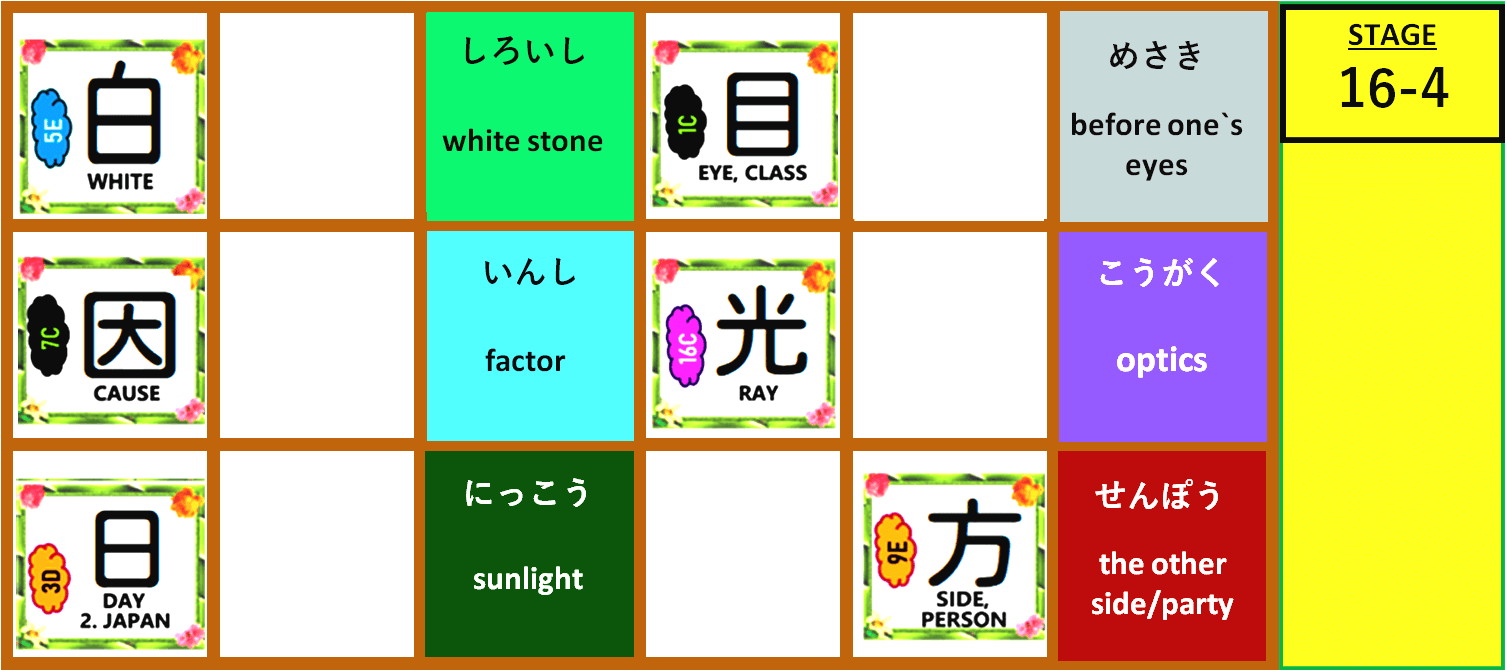 5E
白
WHITE
しろいし
white stone
1C
目
EYE, CLASS
めさき
before one`s
eyes
STAGE
16-4
7C
因
CAUSE
いんし
factor
16C
光
RAY
こうがく
optics
3D
日
DAY
2. JAPAN
にっこう
sunlight
9E
方
SIDE,
PERSON
せんぽう
the other
side/party